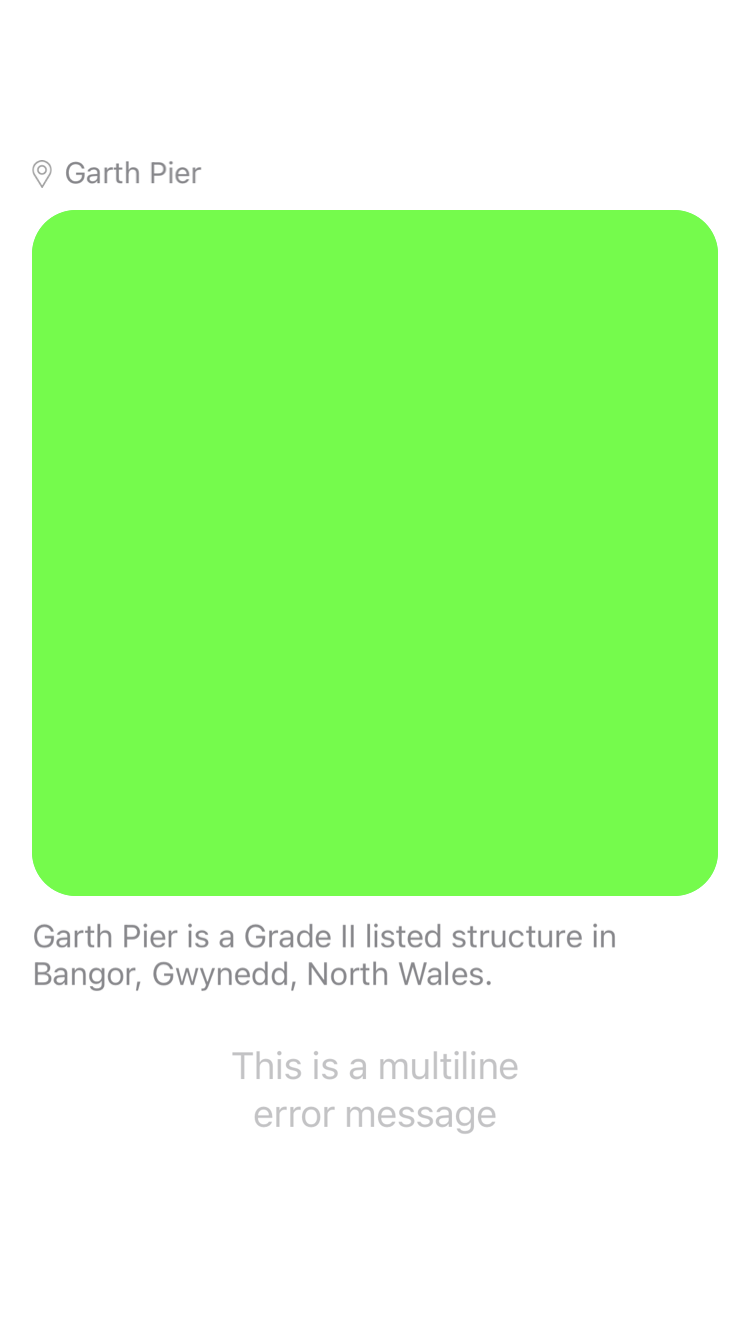 Garth Pier
Garth Pier is a Grade II listed structure in
Bangor, Gwynedd, North Wales.
This is a multiline
error message